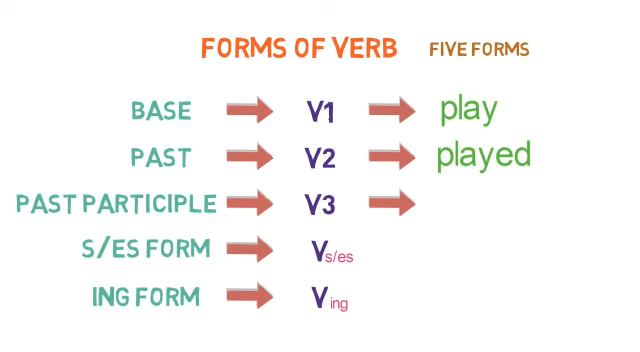 FORMS OF VERB FIVE FORMS
BASE V1 play
PAST V2 played
PAST PARTICIPLE V3
S/ES FORM Vs/es
ING FORM Ving